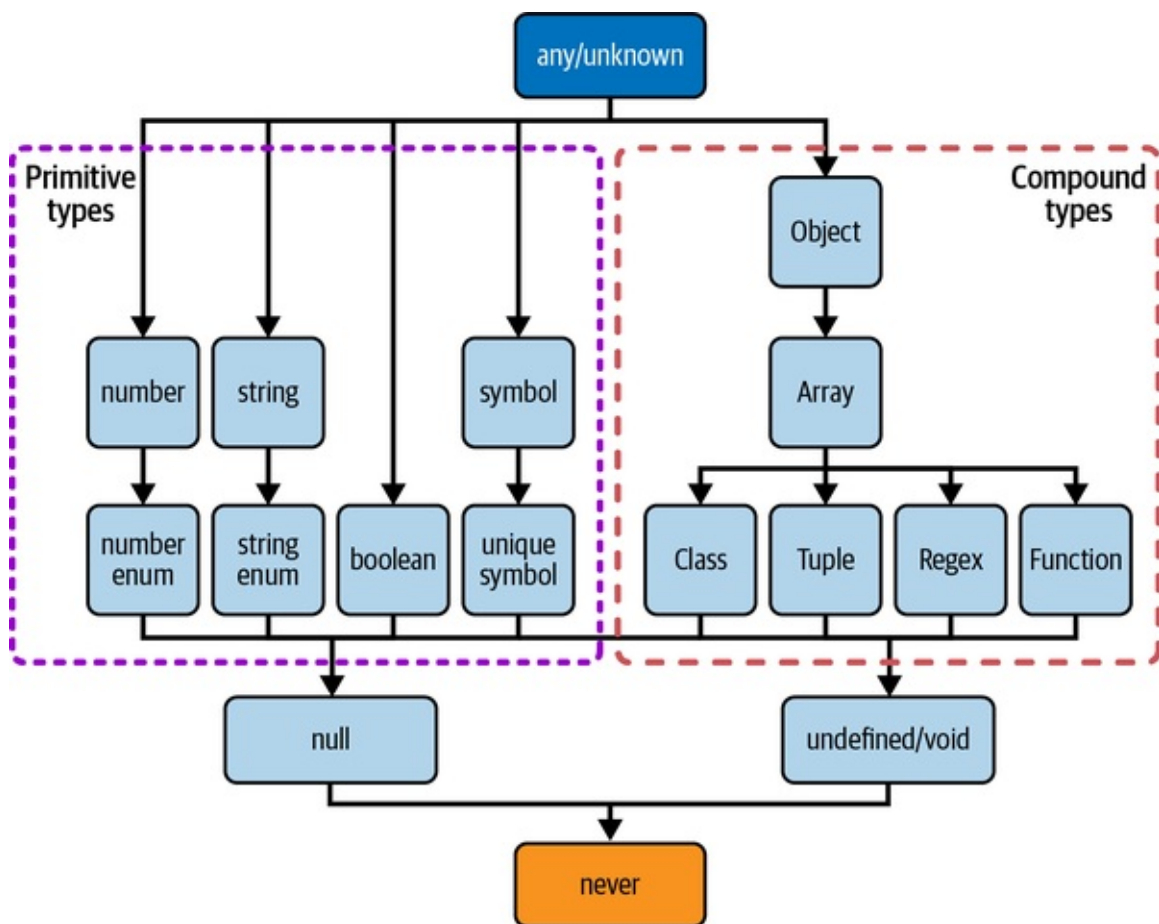 any/unknown
Primitive
types
Compound
types
Object
number
string
symbol
Array
number
enum
string
enum
boolean
unique
symbol
Class
Tuple
Regex
Function
null
undefined/void
never